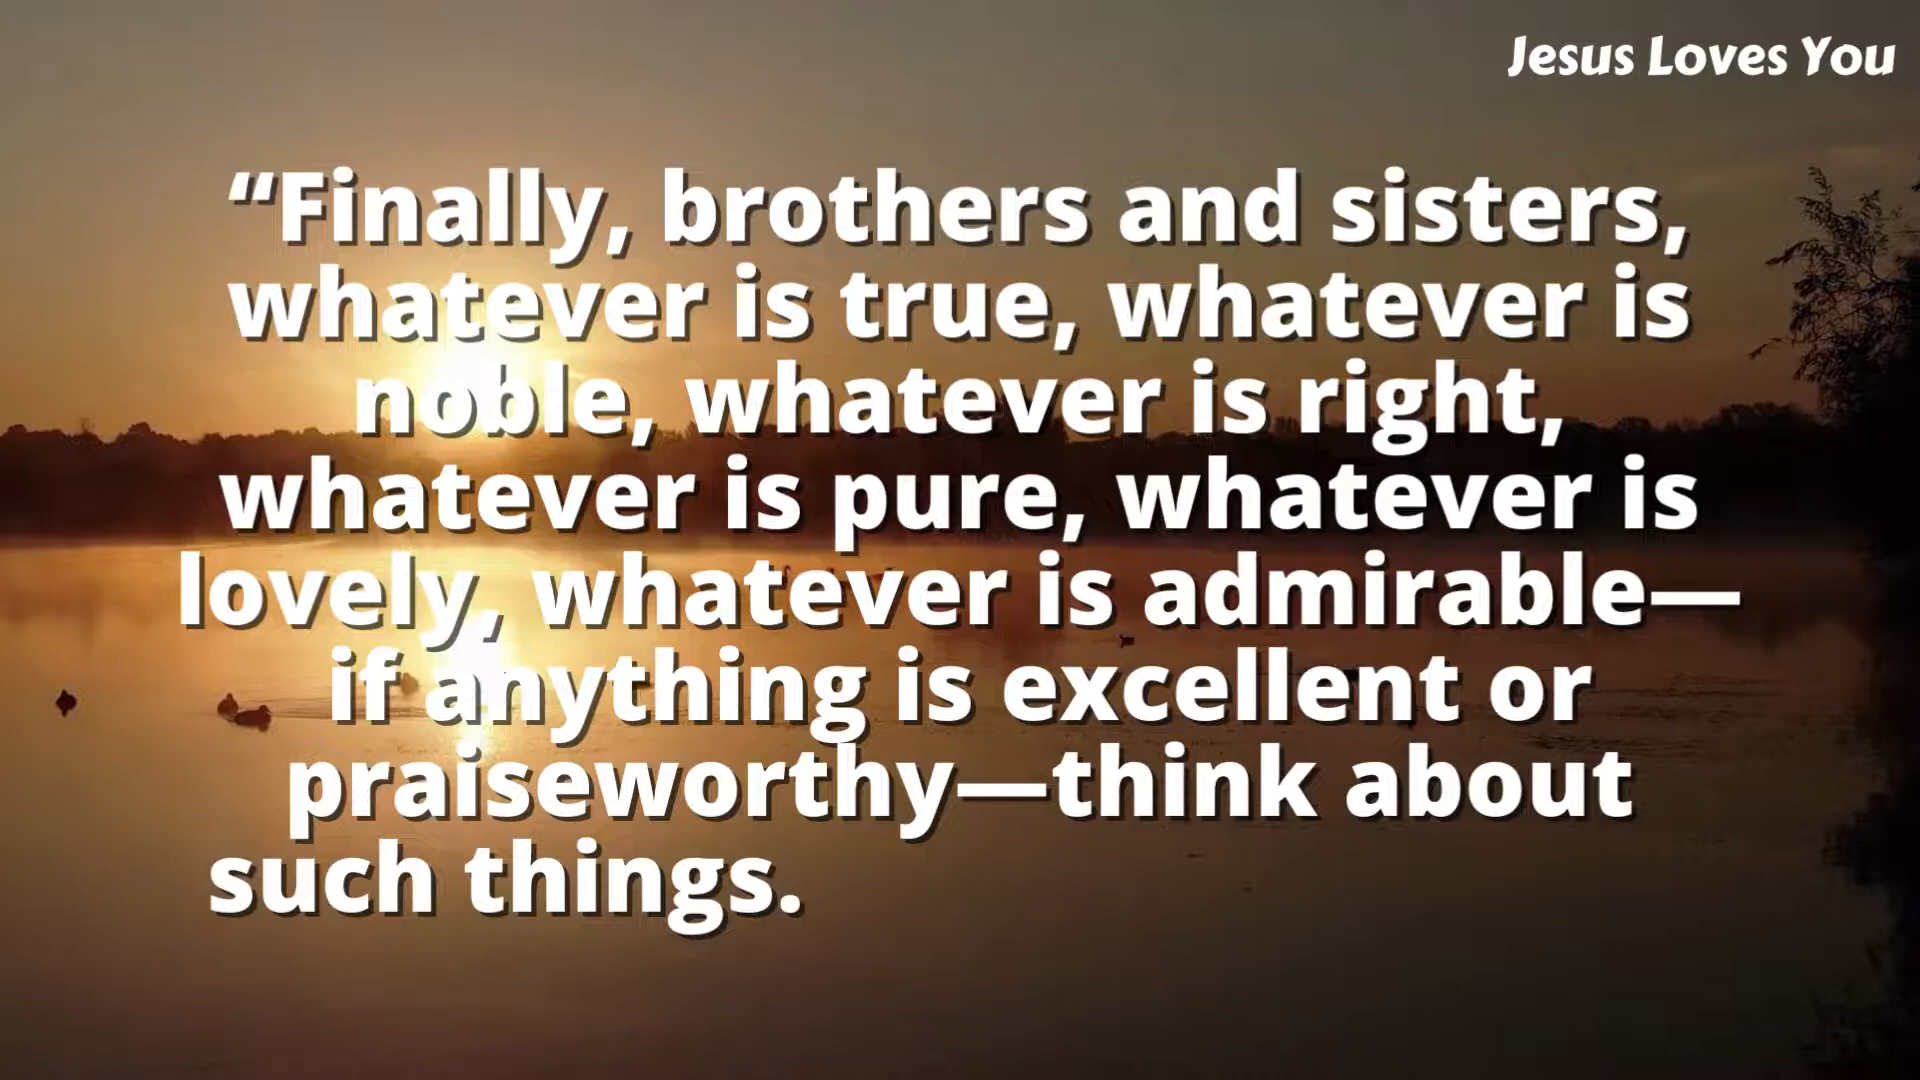 Jesus Loves You
“Finally, brothers and sisters,
whatever is true, whatever is
noble, whatever is right,
whatever is pure, whatever is
lovely, whatever is admirable—
if anything is excellent or
praiseworthy—think about
such things.